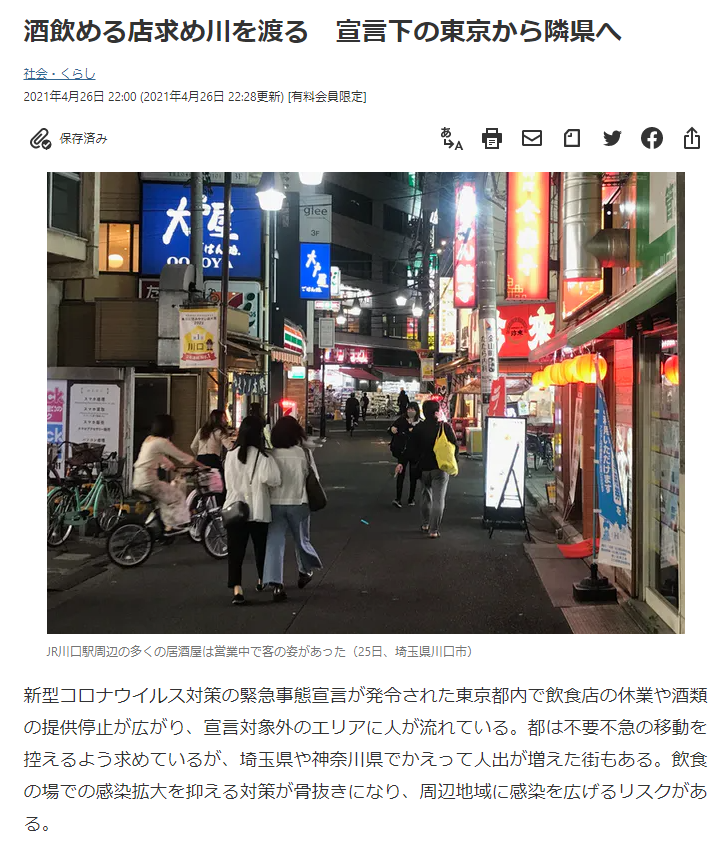 酒飲める店求め川を渡る　宣言下の東京から隣県へ
社会・くらし
2021年4月26日 22:00 (2021年4月26日 22:28更新) [有料会員限定]
保存済み
あ
A
大戸屋
ごはん処
OOTOYA
glee
3F
大戸屋
ごはん処
川口
JR川口駅周辺の多くの居酒屋は営業中で客の姿があった（25日、埼玉県川口市）
新型コロナウイルス対策の緊急事態宣言が発令された東京都内で飲食店の休業や酒類
の提供停止が広がり、宣言対象外のエリアに人が流れている。都は不要不急の移動を
控えるよう求めているが、埼玉県や神奈川県でかえって人出が増えた街もある。飲食
の場での感染拡大を抑える対策が骨抜きになり、周辺地域に感染を広げるリスクがあ
る。